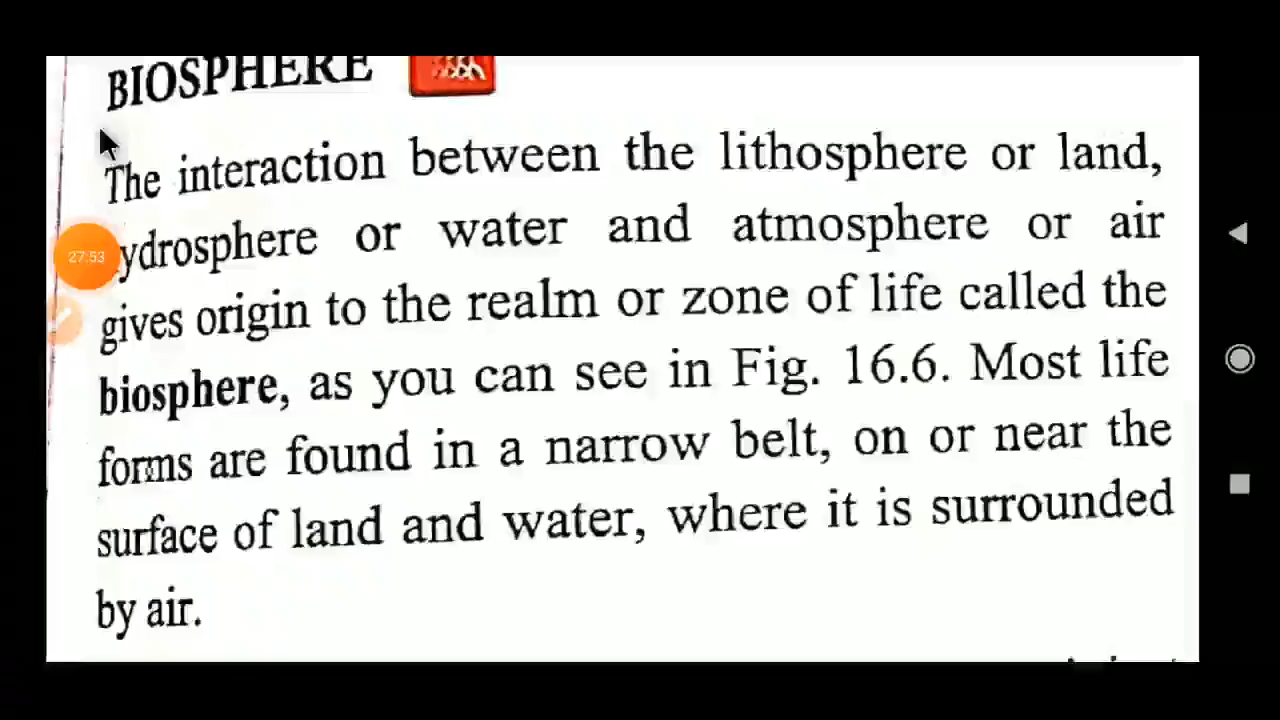 BIOSPHERE
The interaction between the lithosphere or land,
ydrosphere or water and atmosphere or air
27:53
gives origin to the realm or zone of life called the
biosphere, as you can see in Fig. 16.6. Most life
forms are found in a narrow belt, on or near the
surface of land and water, where it is surrounded
by air.